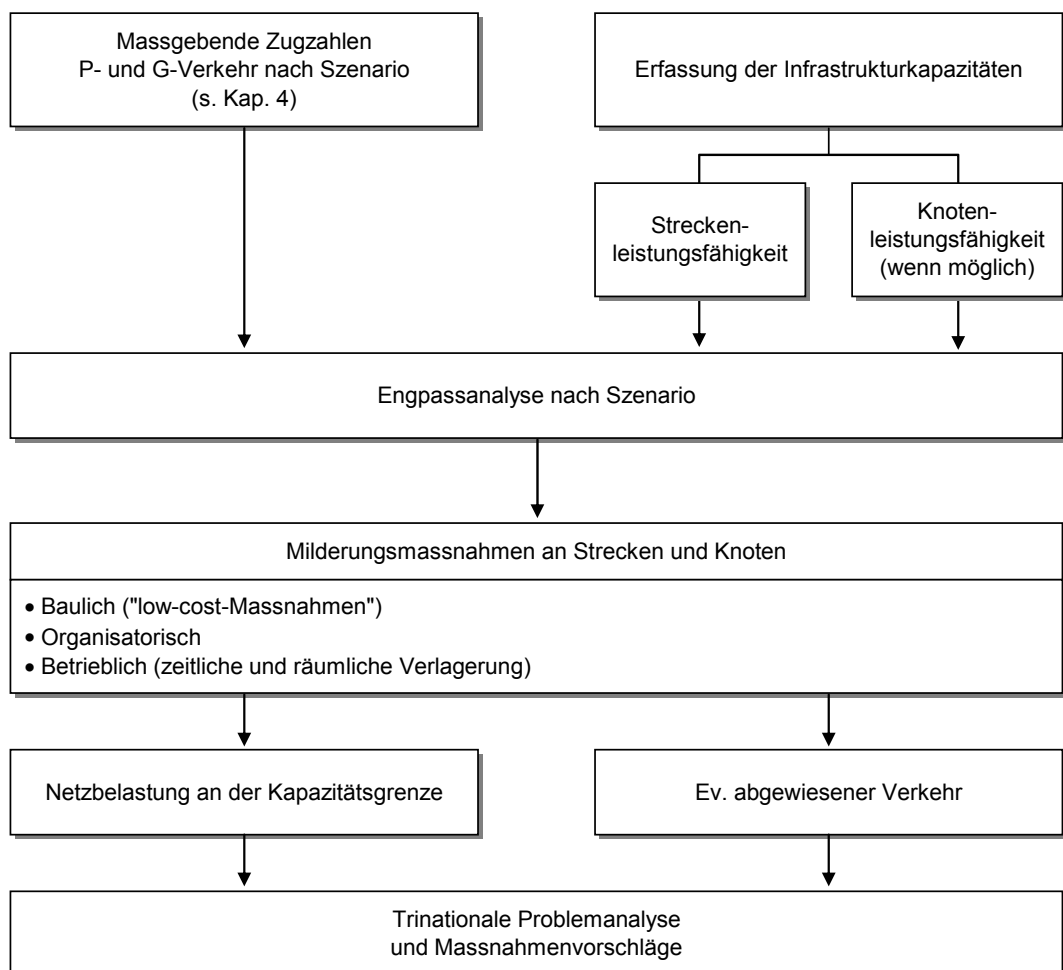 Massgebende Zugzahlen
P- und G-Verkehr nach Szenario
(s. Kap. 4)
Erfassung der Infrastrukturkapazitäten
Strecken-
leistungsfähigkeit
Knoten-
leistungsfähigkeit
(wenn möglich)
Engpassanalyse nach Szenario
Milderungsmassnahmen an Strecken und Knoten
• Baulich ("low-cost-Massnahmen")
• Organisatorisch
• Betrieblich (zeitliche und räumliche Verlagerung)
Netzbelastung an der Kapazitätsgrenze
Ev. abgewiesener Verkehr
Trinationale Problemanalyse
und Massnahmenvorschläge